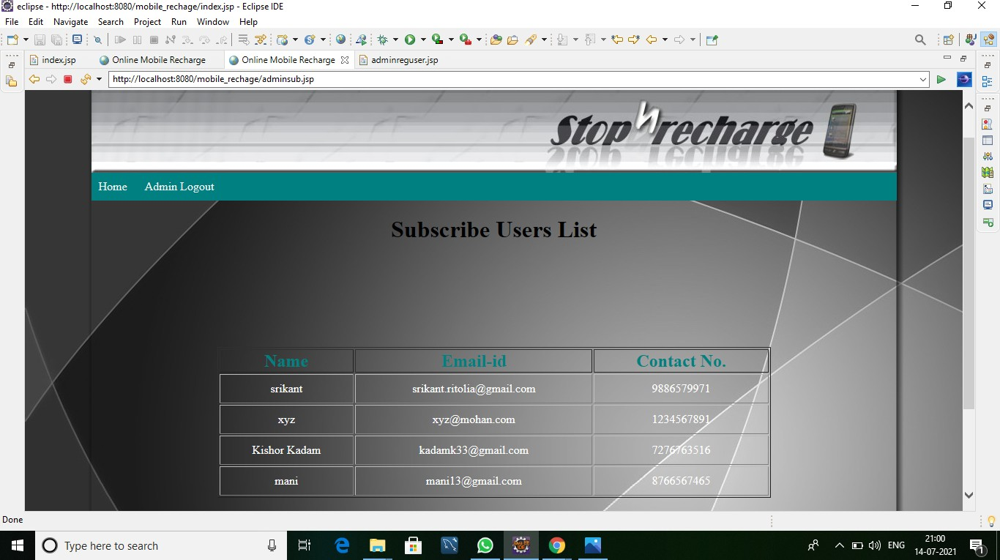 eclipse - http://localhost:8080/mobile_rechage/index.jsp - Eclipse IDE
File Edit Navigate Search Project Run Window Help
index.jsp Online Mobile Recharge Online Mobile Recharge adminreguser.jsp
http://localhost:8080/mobile_rechage/adminsub.jsp
Stop n recharge
Home Admin Logout
Subscribe Users List
Name Email-id Contact No.
srikant srikant.ritolia@gmail.com 9886579971
xyz xyz@mohan.com 1234567891
Kishor Kadam kadamk33@gmail.com 7276763516
mani mani13@gmail.com 8766567465
Done
Type here to search ENG 21:00
14-07-2021 1